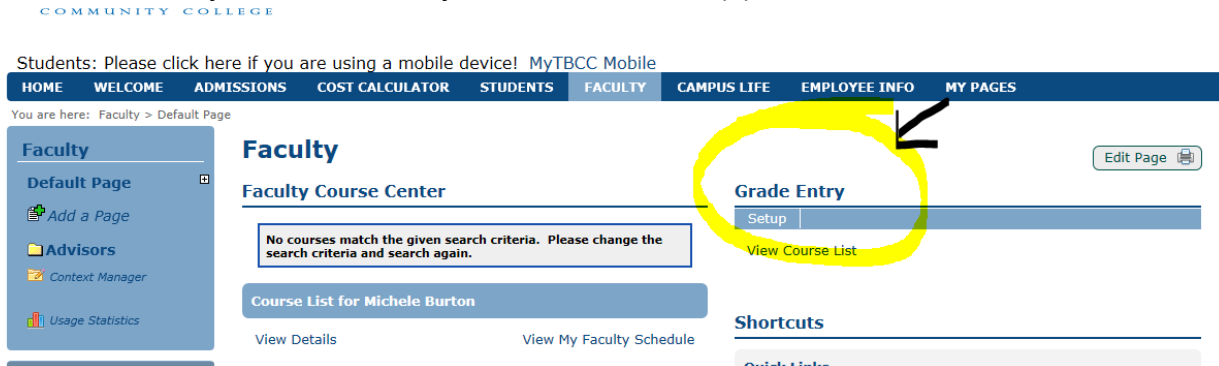 COMMUNITY COLLEGE
Students: Please click here if you are using a mobile device! MyTBCC Mobile
HOME WELCOME ADMISSIONS COST CALCULATOR STUDENTS FACULTY CAMPUS LIFE EMPLOYEE INFO MY PAGES
You are here: Faculty > Default Page
Faculty
Default Page
Add a Page
Advisors
Context Manager
Usage Statistics
Faculty
Edit Page
Faculty Course Center
No courses match the given search criteria. Please change the
search criteria and search again.
Course List for Michele Burton
View Details View My Faculty Schedule
Grade Entry
Setup
View Course List
Shortcuts
Quick Links